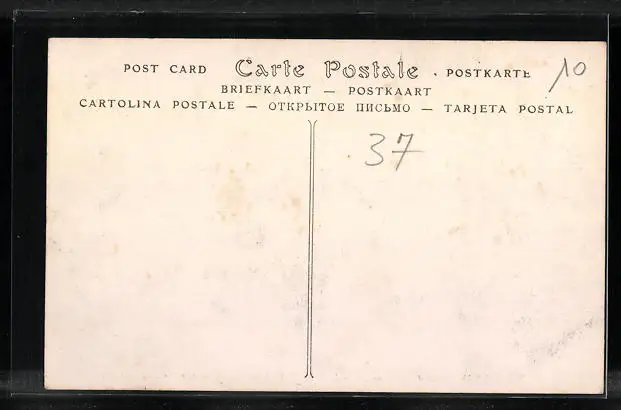 POST CARD Carte Postale . POSTKARTE
BRIEFKAART — POSTKAART
CARTOLINA POSTALE — ОТКРЫТОЕ ПИСЬМО — TARJETA POSTAL
/10
37